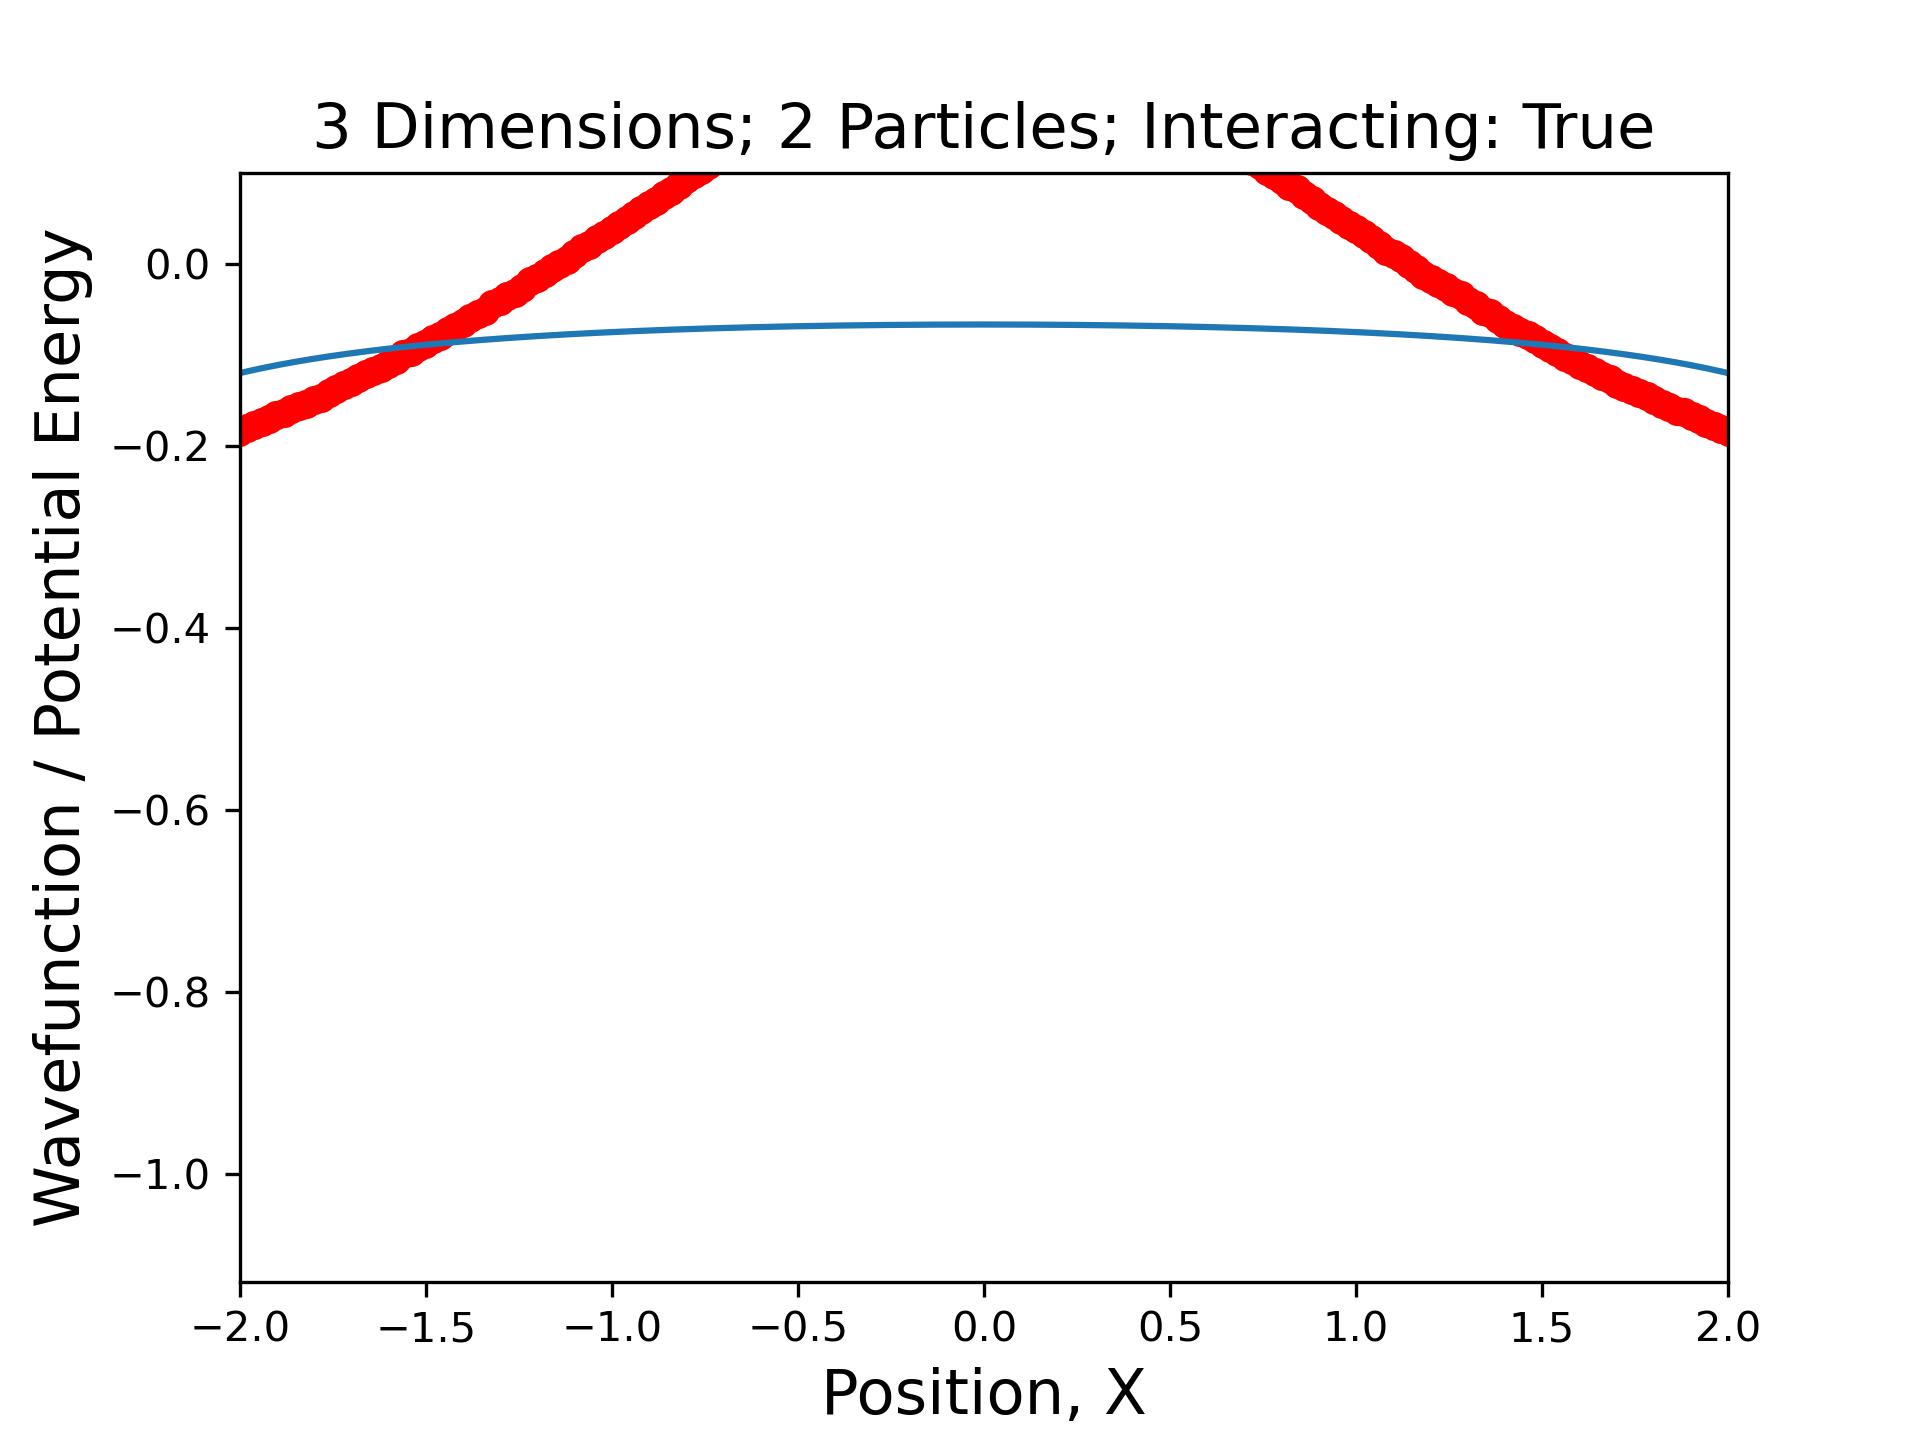 3 Dimensions; 2 Particles; Interacting: True
Wavefunction / Potential Energy
0.0
−0.2
−0.4
−0.6
−0.8
−1.0
−2.0 −1.5 −1.0 −0.5 0.0 0.5 1.0 1.5 2.0
Position, X